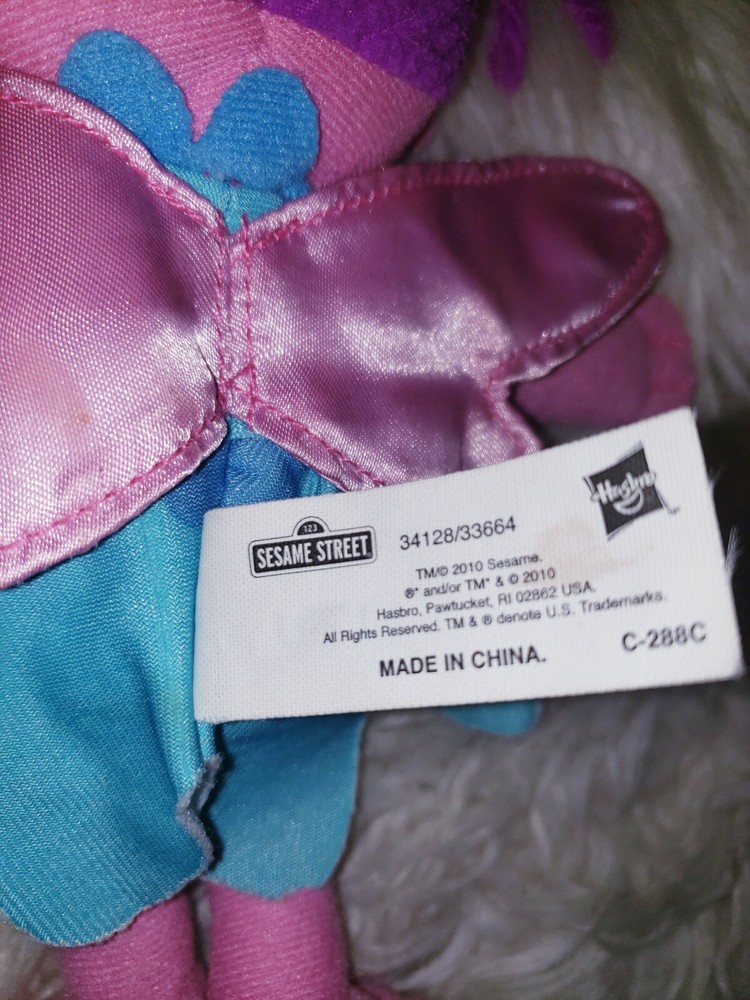 123
SESAME STREET
34128/33664
Hasbro
TM/© 2010 Sesame.
®* and/or TM* & © 2010
Hasbro, Pawtucket, RI 02862 USA.
All Rights Reserved. TM & ® denote U.S. Trademarks.
MADE IN CHINA.
C-288C